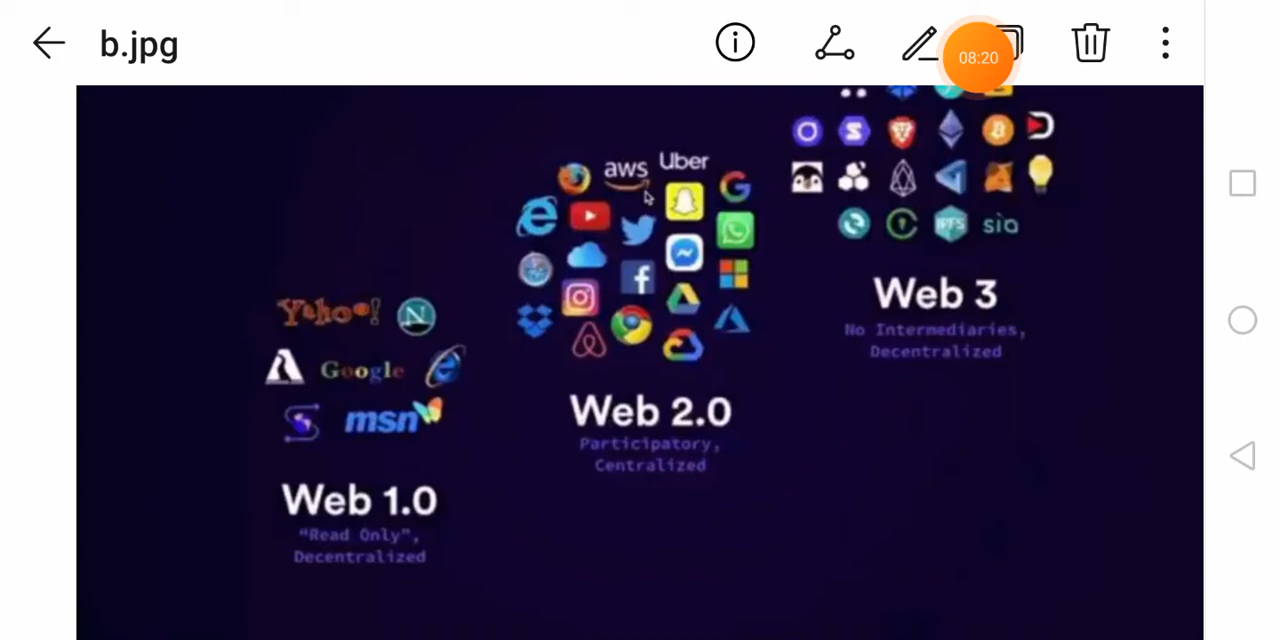 b.jpg
08:20
aws
Uber
IPFS
sia
Web 3
No Intermediaries,
Decentralized
Yahoo!
N
Google
msn
Web 2.0
Participatory,
Centralized
Web 1.0
"Read Only",
Decentralized